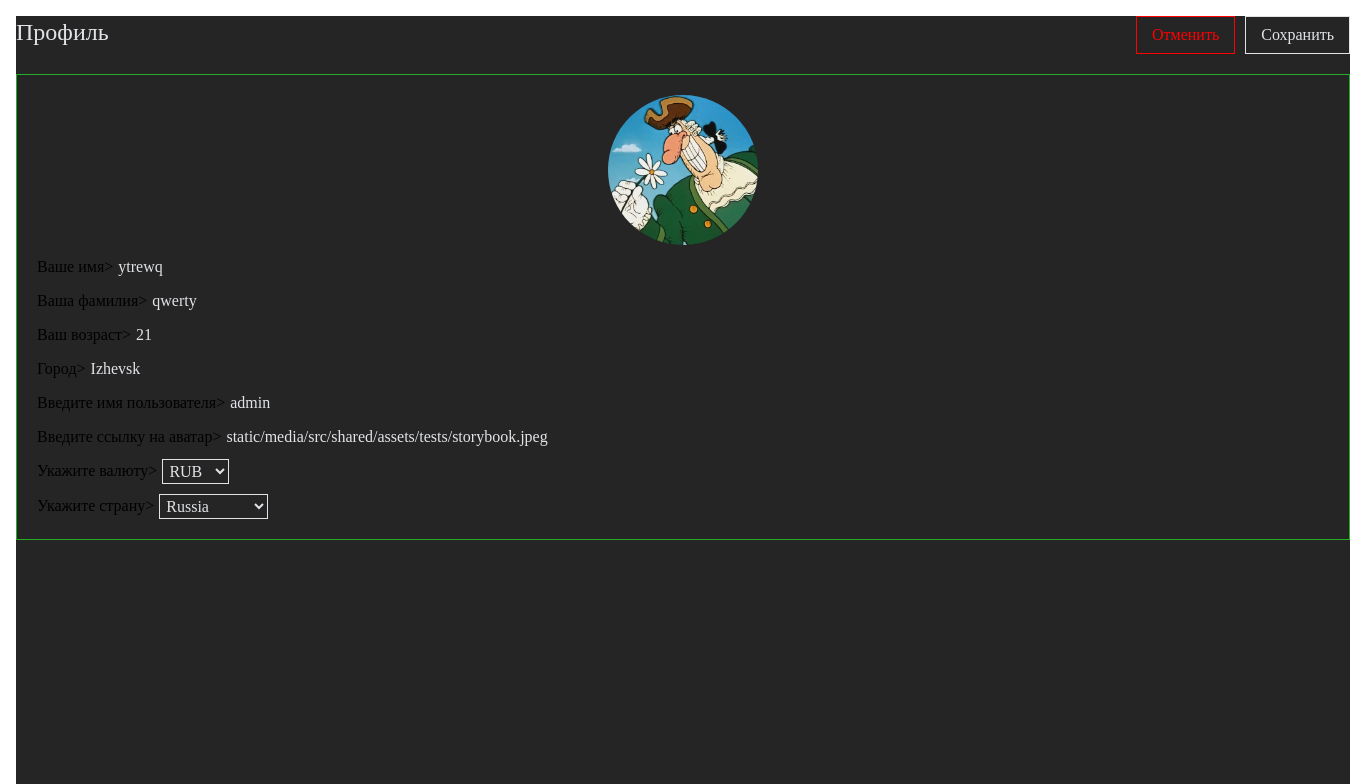 Профиль
Отменить Сохранить
Ваше имя> ytrewq
Ваша фамилия> qwerty
Ваш возраст> 21
Город> Izhevsk
Введите имя пользователя> admin
Введите ссылку на аватар> static/media/src/shared/assets/tests/storybook.jpeg
Укажите валюту> RUB
Укажите страну> Russia